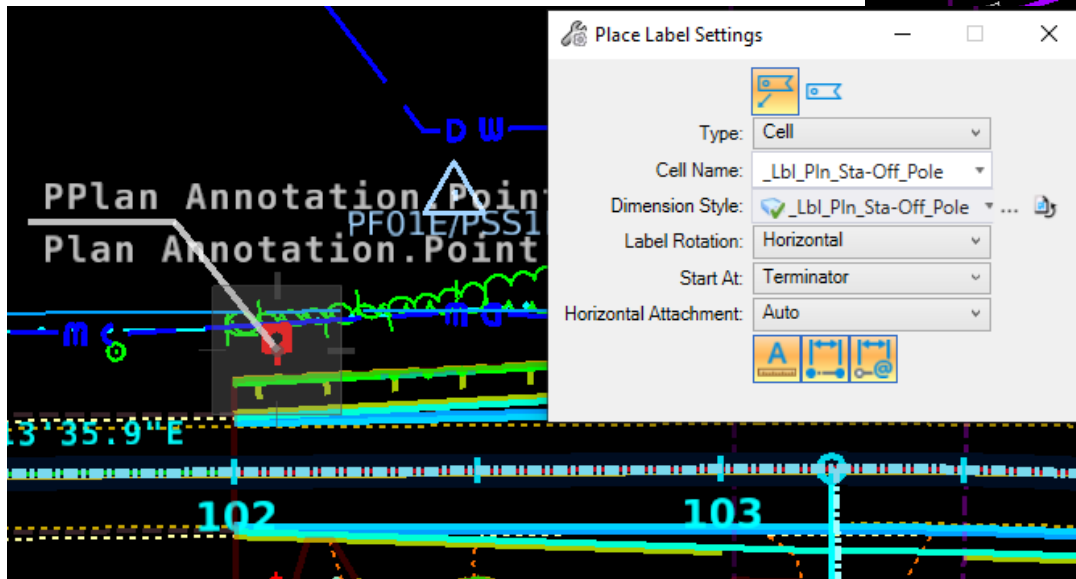 Place Label Settings
Type: Cell
Cell Name: _Lbl_Pln_Sta-Off_Pole
Dimension Style: _Lbl_Pln_Sta-Off_Pole ...
Label Rotation: Horizontal
Start At: Terminator
Horizontal Attachment: Auto
A
@
D W
PPlan Annotation.Point
PF01E/PSS1
Plan Annotation.Point
m
m
13'35.9"E
102
103